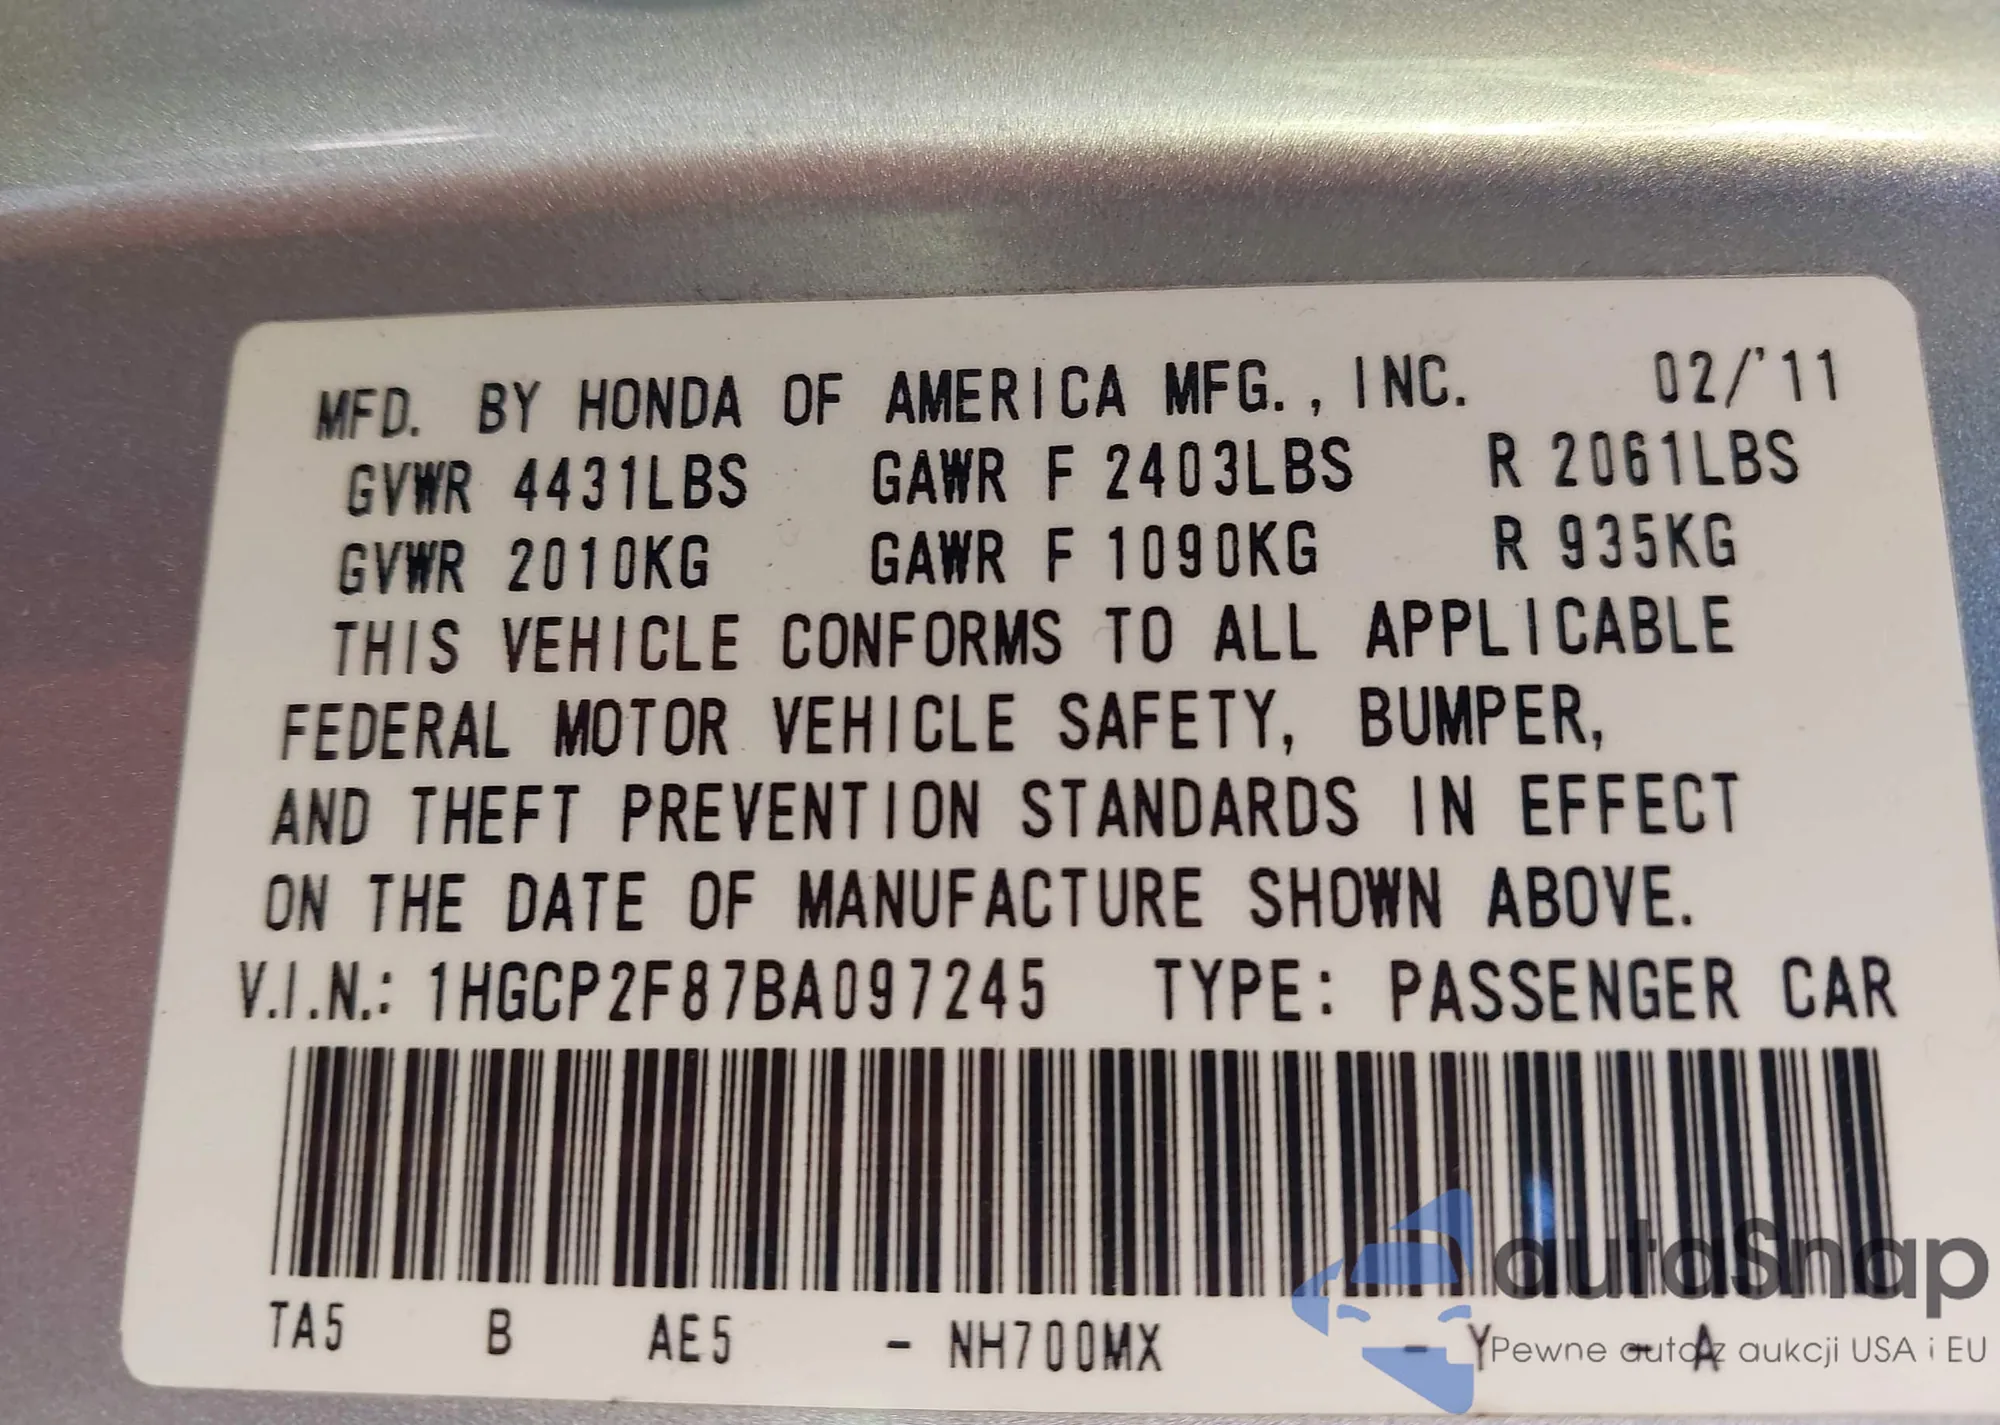 MFD. BY HONDA OF AMERICA MFG., INC. 02/'11
GVWR 4431LBS GAWR F 2403LBS R 2061LBS
GVWR 2010KG GAWR F 1090KG R 935KG
THIS VEHICLE CONFORMS TO ALL APPLICABLE
FEDERAL MOTOR VEHICLE SAFETY, BUMPER,
AND THEFT PREVENTION STANDARDS IN EFFECT
ON THE DATE OF MANUFACTURE SHOWN ABOVE.
V.I.N.: 1HGCP2F87BA097245 TYPE: PASSENGER CAR
TA5 B AE5 - NH700MX - Y - A
autaSnap
Pewne auta z aukcji USA i EU